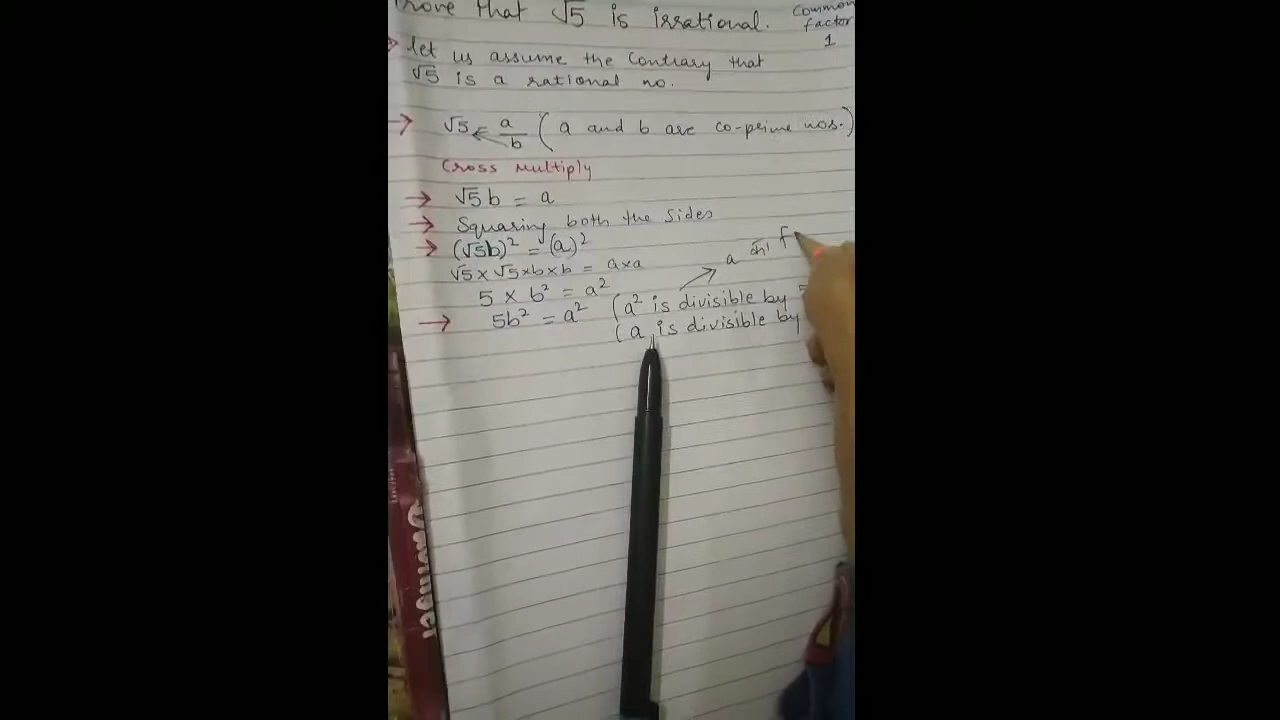 rove that √5 is irrational.
Common factor 1
let us assume the Contrary that
√5 is a rational no.
→ √5 = a/b (a and b are co-prime nos.)
Cross Multiply
→ √5b = a
→ Squaring both the Sides
→ (√5b)² = (a)²
√5 × √5 × b × b = a×a
5 × b² = a²
→ 5b² = a² (a² is divisible by 5
(a is divisible by
a